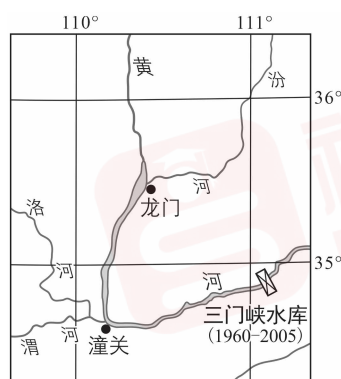 110° 111°
黄
汾
36°
河
龙门
洛
河
35°
河
三门峡水库
(1960-2005)
渭 河
潼关